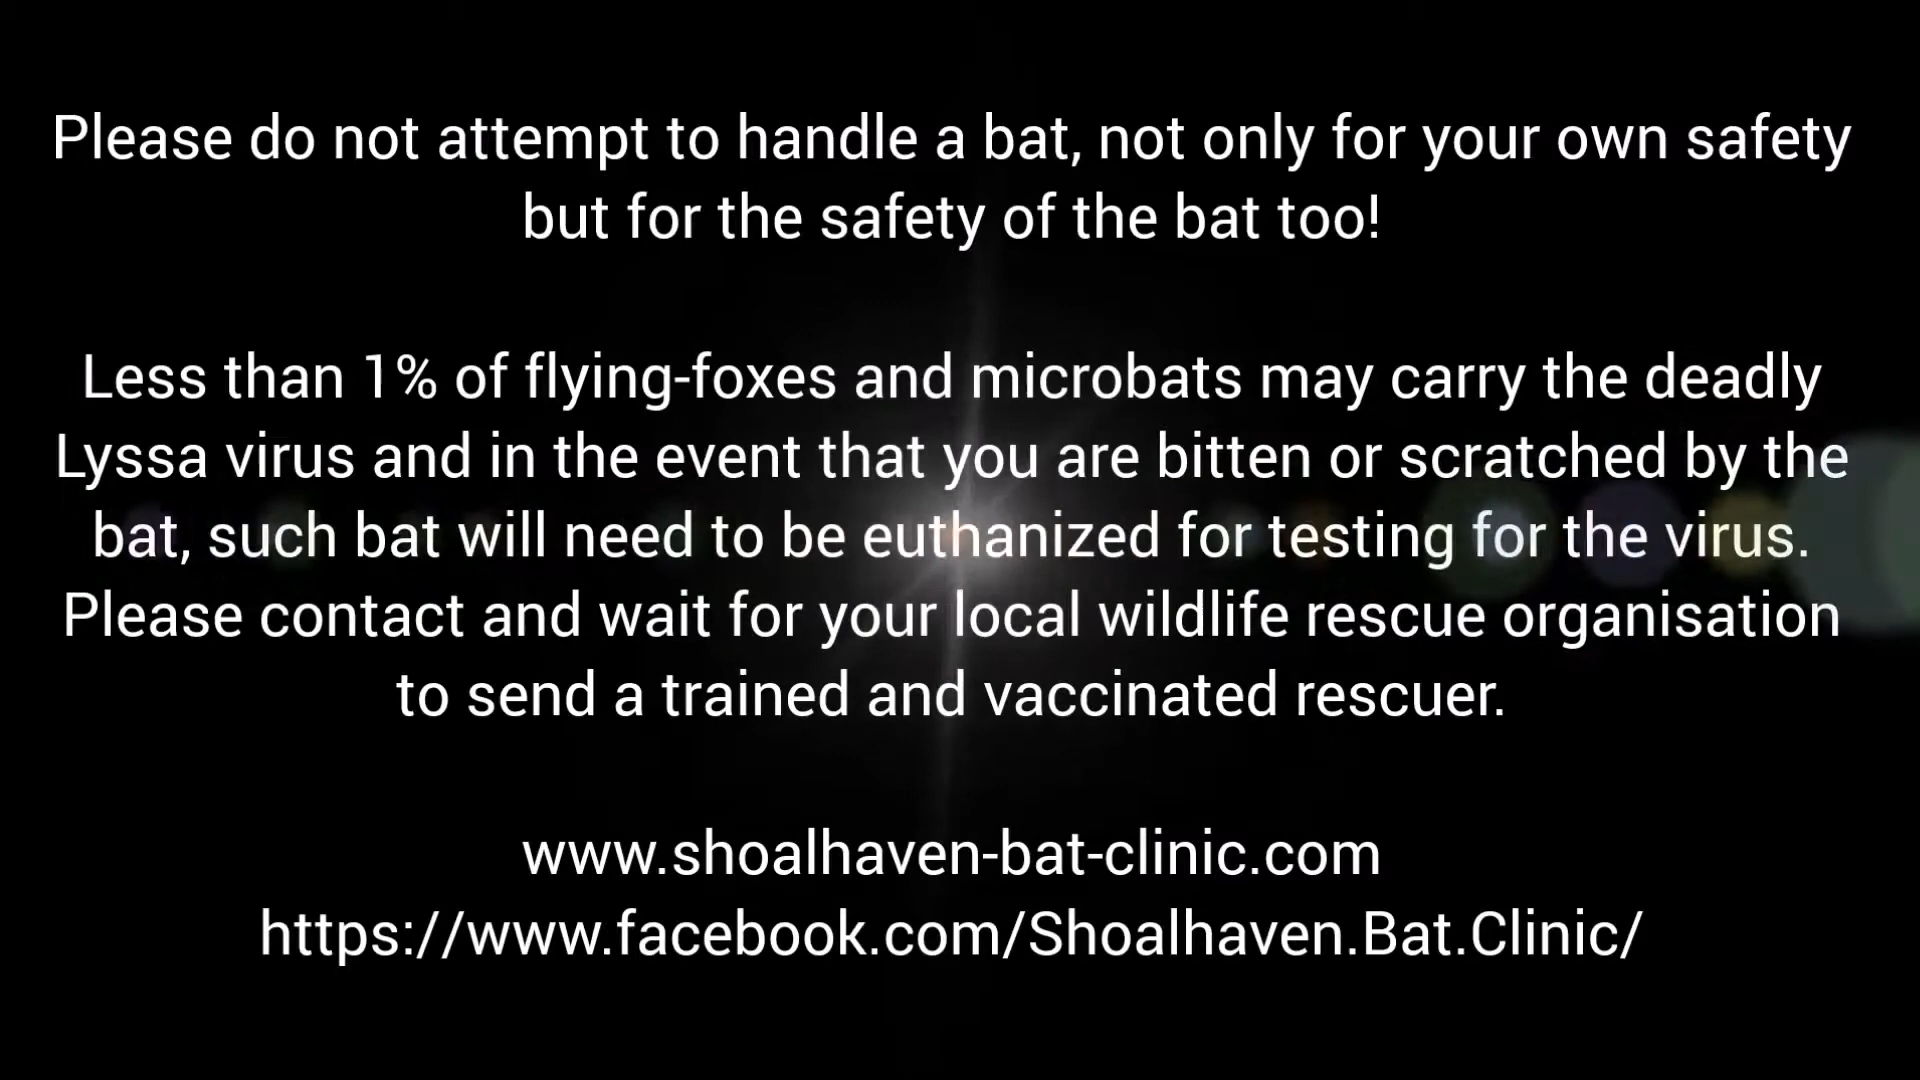 Please do not attempt to handle a bat, not only for your own safety
but for the safety of the bat too!
Less than 1% of flying-foxes and microbats may carry the deadly
Lyssa virus and in the event that you are bitten or scratched by the
bat, such bat will need to be euthanized for testing for the virus.
Please contact and wait for your local wildlife rescue organisation
to send a trained and vaccinated rescuer.
www.shoalhaven-bat-clinic.com
https://www.facebook.com/Shoalhaven.Bat.Clinic/